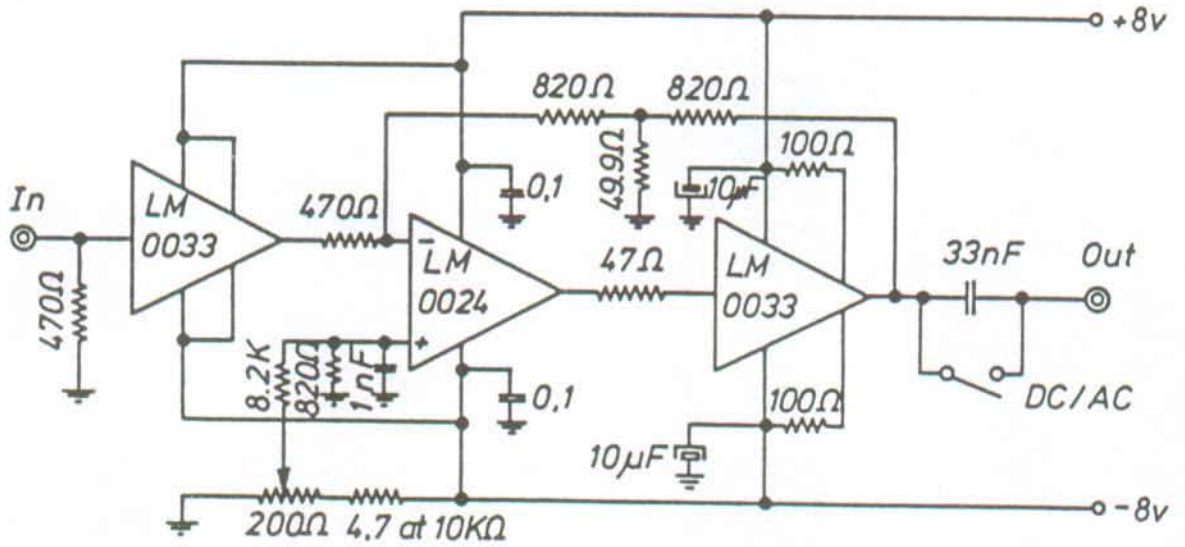 +8v
820Ω
820Ω
100Ω
In
LM
0033
470Ω
0,1
49.9Ω
10μF
470Ω
LM
0024
47Ω
LM
0033
33nF
Out
-
+
8.2K
820Ω
1nF
0,1
100Ω
DC/AC
10μF
200Ω
4,7 at 10KΩ
-8v